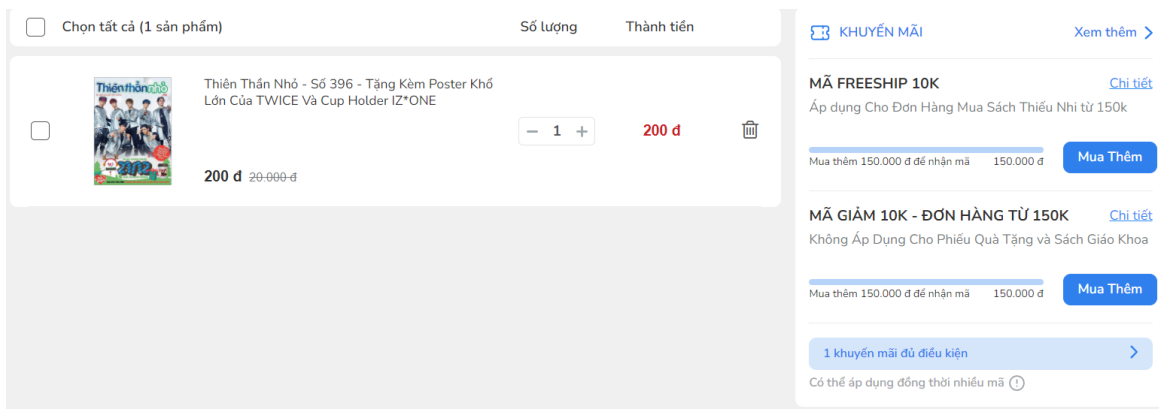 Chọn tất cả (1 sản phẩm)
Số lượng
Thành tiền
Thiên thần nhỏ
2012
Thiên Thần Nhỏ - Số 396 - Tặng Kèm Poster Khổ
Lớn Của TWICE Và Cup Holder IZ*ONE
200 đ 20.000 đ
1
200 đ
KHUYẾN MÃI
Xem thêm
MÃ FREESHIP 10K
Chi tiết
Áp dụng Cho Đơn Hàng Mua Sách Thiếu Nhi từ 150k
Mua thêm 150.000 đ để nhận mã
150.000 đ
Mua Thêm
MÃ GIẢM 10K - ĐƠN HÀNG TỪ 150K
Chi tiết
Không Áp Dụng Cho Phiếu Quà Tặng và Sách Giáo Khoa
Mua thêm 150.000 đ để nhận mã
150.000 đ
Mua Thêm
1 khuyến mãi đủ điều kiện
Có thể áp dụng đồng thời nhiều mã